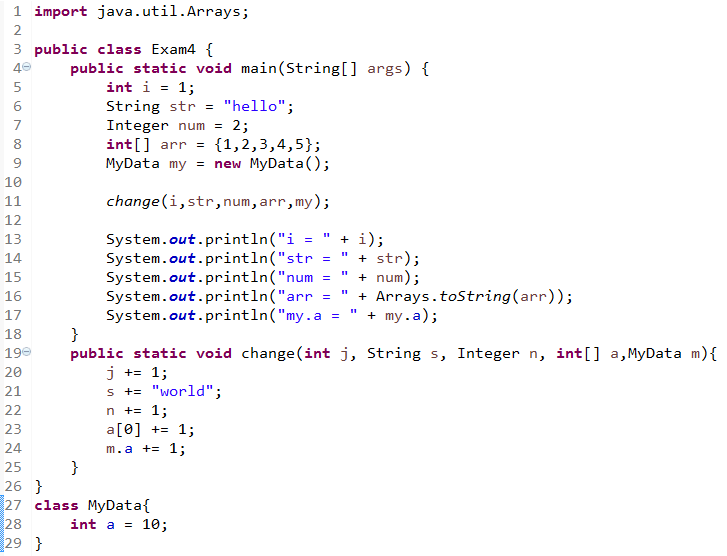 1 import java.util.Arrays;
2
3 public class Exam4 {
4 public static void main(String[] args) {
5 int i = 1;
6 String str = "hello";
7 Integer num = 2;
8 int[] arr = {1,2,3,4,5};
9 MyData my = new MyData();
10
11 change(i,str,num,arr,my);
12
13 System.out.println("i = " + i);
14 System.out.println("str = " + str);
15 System.out.println("num = " + num);
16 System.out.println("arr = " + Arrays.toString(arr));
17 System.out.println("my.a = " + my.a);
18 }
19 public static void change(int j, String s, Integer n, int[] a,MyData m){
20 j += 1;
21 s += "world";
22 n += 1;
23 a[0] += 1;
24 m.a += 1;
25 }
26 }
27 class MyData{
28 int a = 10;
29 }